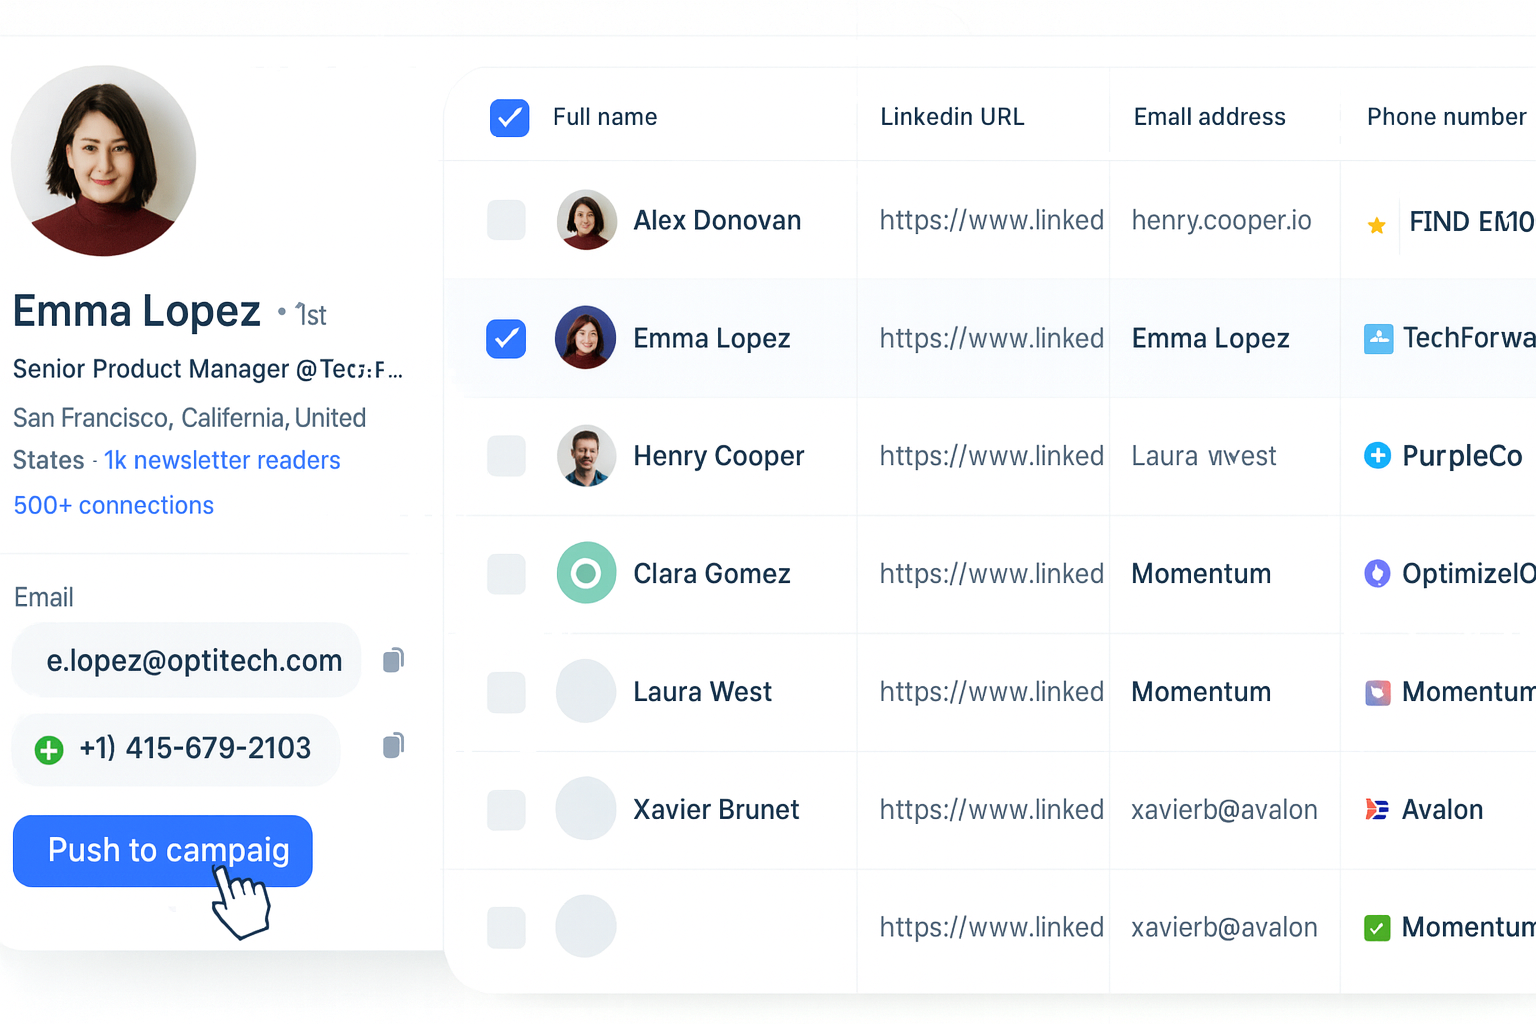 Emma Lopez • 1st
Senior Product Manager @
San Francisco, Califernia, United
States · 1k newsletter readers
500+ connections
Email
e.lopez@optitech.com
+1) 415-679-2103
Push to campaig
Full name Linkedin URL Emall address Phone number
Alex Donovan https://www.linked henry.cooper.io FIND
Emma Lopez https://www.linked Emma Lopez TechForwa
Henry Cooper https://www.linked Laura PurpleCo
Clara Gomez https://www.linked Momentum OptimizeIO
Laura West https://www.linked Momentum Momentum
Xavier Brunet https://www.linked xavierb@avalon Avalon
https://www.linked xavierb@avalon Momentum